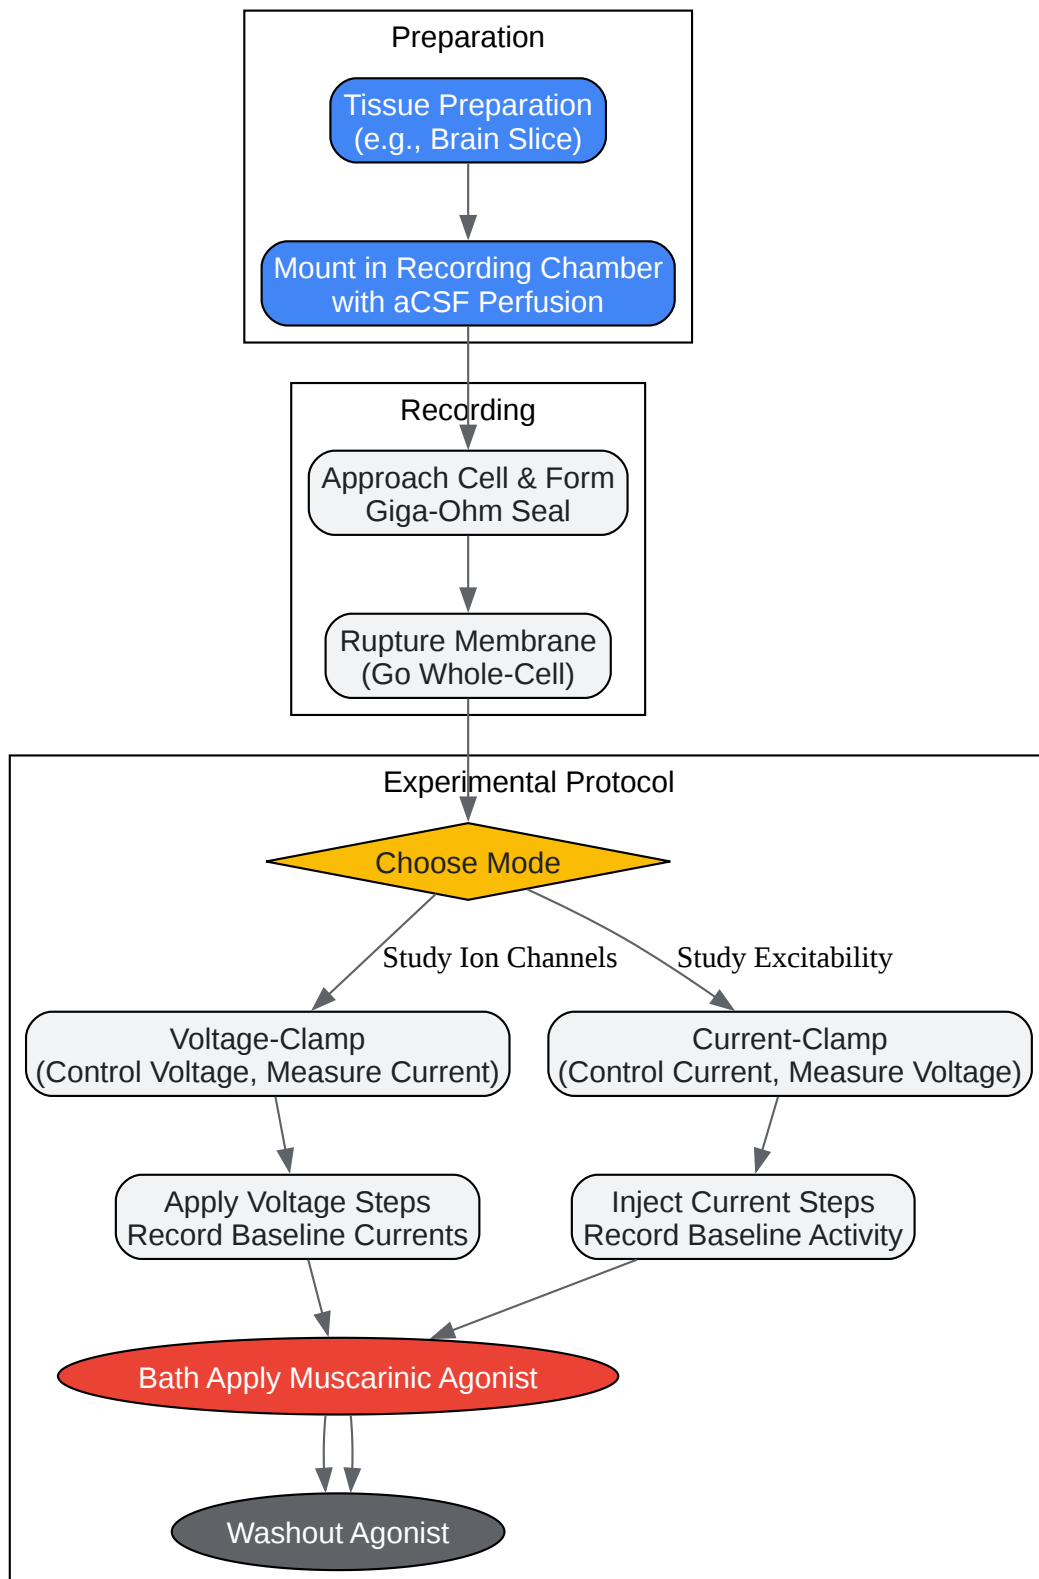 Preparation
Tissue Preparation
(e.g., Brain Slice)
Mount in Recording Chamber
with aCSF Perfusion
Recording
Approach Cell & Form
Giga-Ohm Seal
Rupture Membrane
(Go Whole-Cell)
Experimental Protocol
Choose Mode
Study Ion Channels
Study Excitability
Voltage-Clamp
(Control Voltage, Measure Current)
Current-Clamp
(Control Current, Measure Voltage)
Apply Voltage Steps
Record Baseline Currents
Inject Current Steps
Record Baseline Activity
Bath Apply Muscarinic Agonist
Washout Agonist